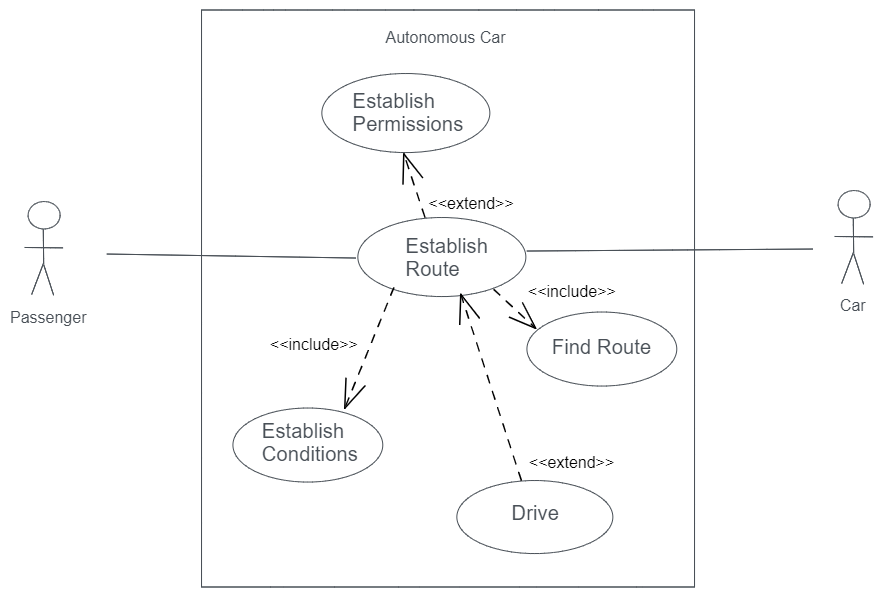 Autonomous Car
Establish
Permissions
<<extend>>
Establish
Route
<<include>>
<<include>>
Find Route
Establish
Conditions
<<extend>>
Drive
Passenger
Car